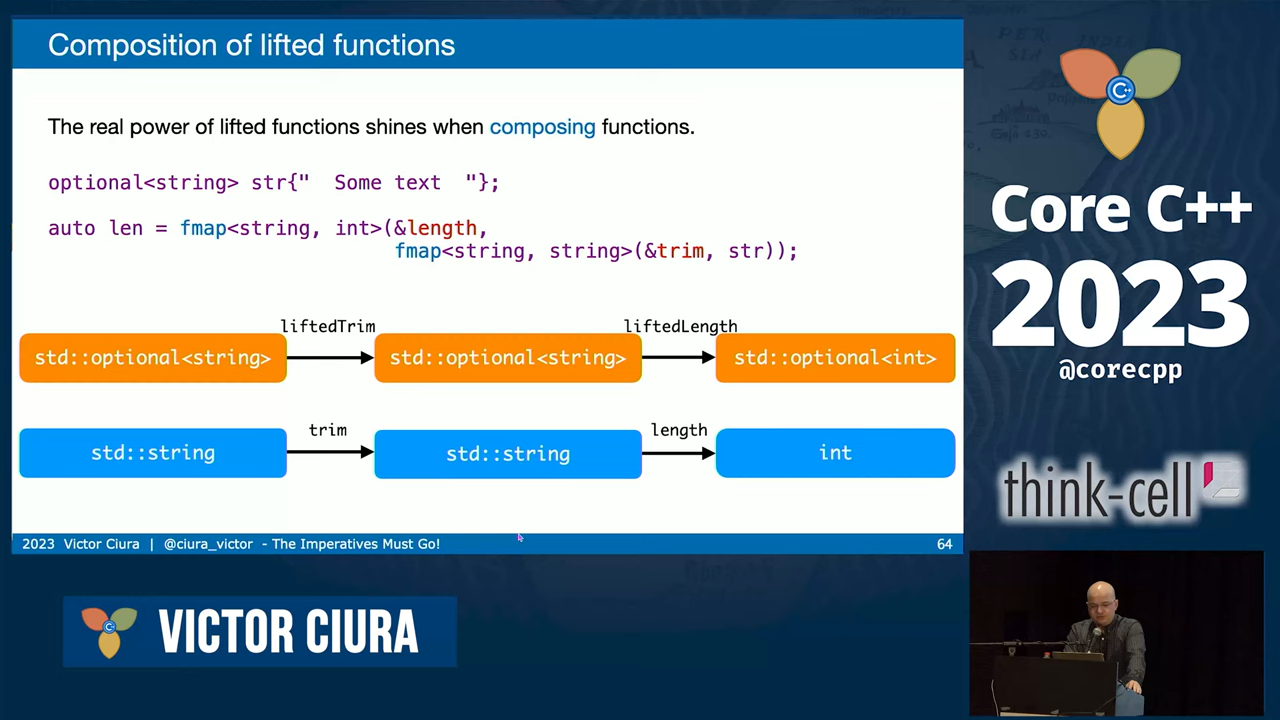 Composition of lifted functions
The real power of lifted functions shines when composing functions.
optional<string> str{"  Some text  "};
auto len = fmap<string, int>(&length,
fmap<string, string>(&trim, str));
liftedTrim
liftedLength
std::optional<string>
std::optional<string>
std::optional<int>
trim
length
std::string
std::string
int
2023 Victor Ciura | @ciura_victor - The Imperatives Must Go!
64
C++
Core C++
2023
@corecpp
think-cell
C++
VICTOR CIURA